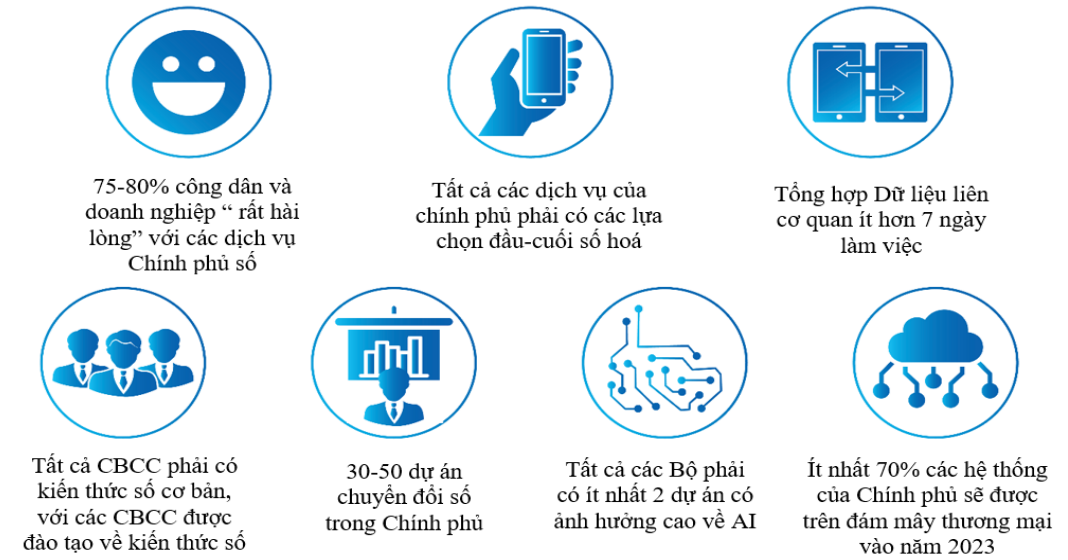 75-80% công dân và
doanh nghiệp “ rất hài
lòng” với các dịch vụ
Chính phủ số
Tất cả các dịch vụ của
chính phủ phải có các lựa
chọn đầu-cuối số hoá
Tổng hợp Dữ liệu liên
cơ quan ít hơn 7 ngày
làm việc
Tất cả CBCC phải có
kiến thức số cơ bản,
với các CBCC được
đào tạo về kiến thức số
30-50 dự án
chuyển đổi số
trong Chính phủ
Tất cả các Bộ phải
có ít nhất 2 dự án có
ảnh hưởng cao về AI
Ít nhất 70% các hệ thống
của Chính phủ sẽ được
trên đám mây thương mại
vào năm 2023